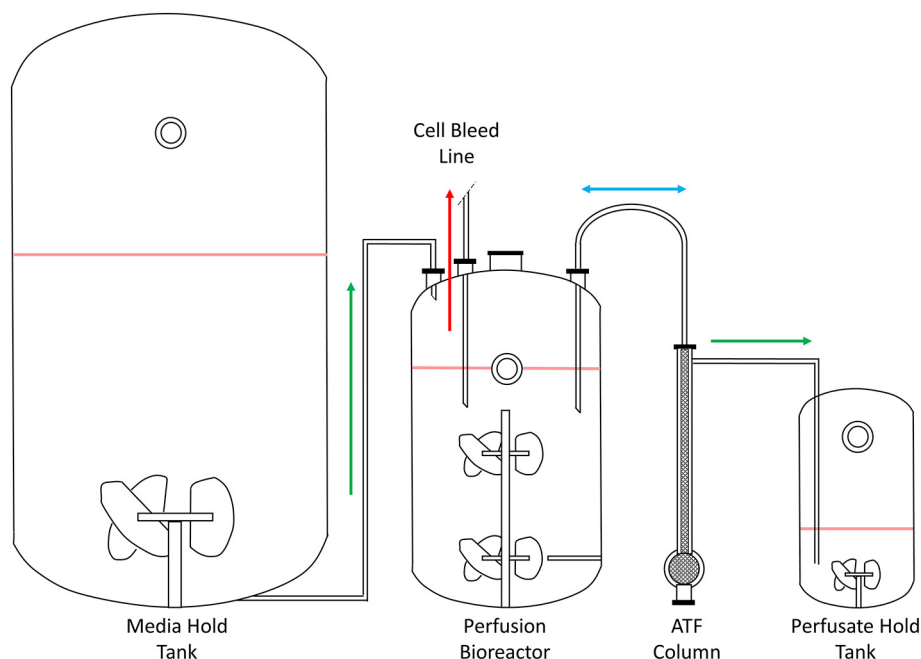 Cell Bleed
Line
Media Hold
Tank
Perfusion
Bioreactor
ATF
Column
Perfusate Hold
Tank